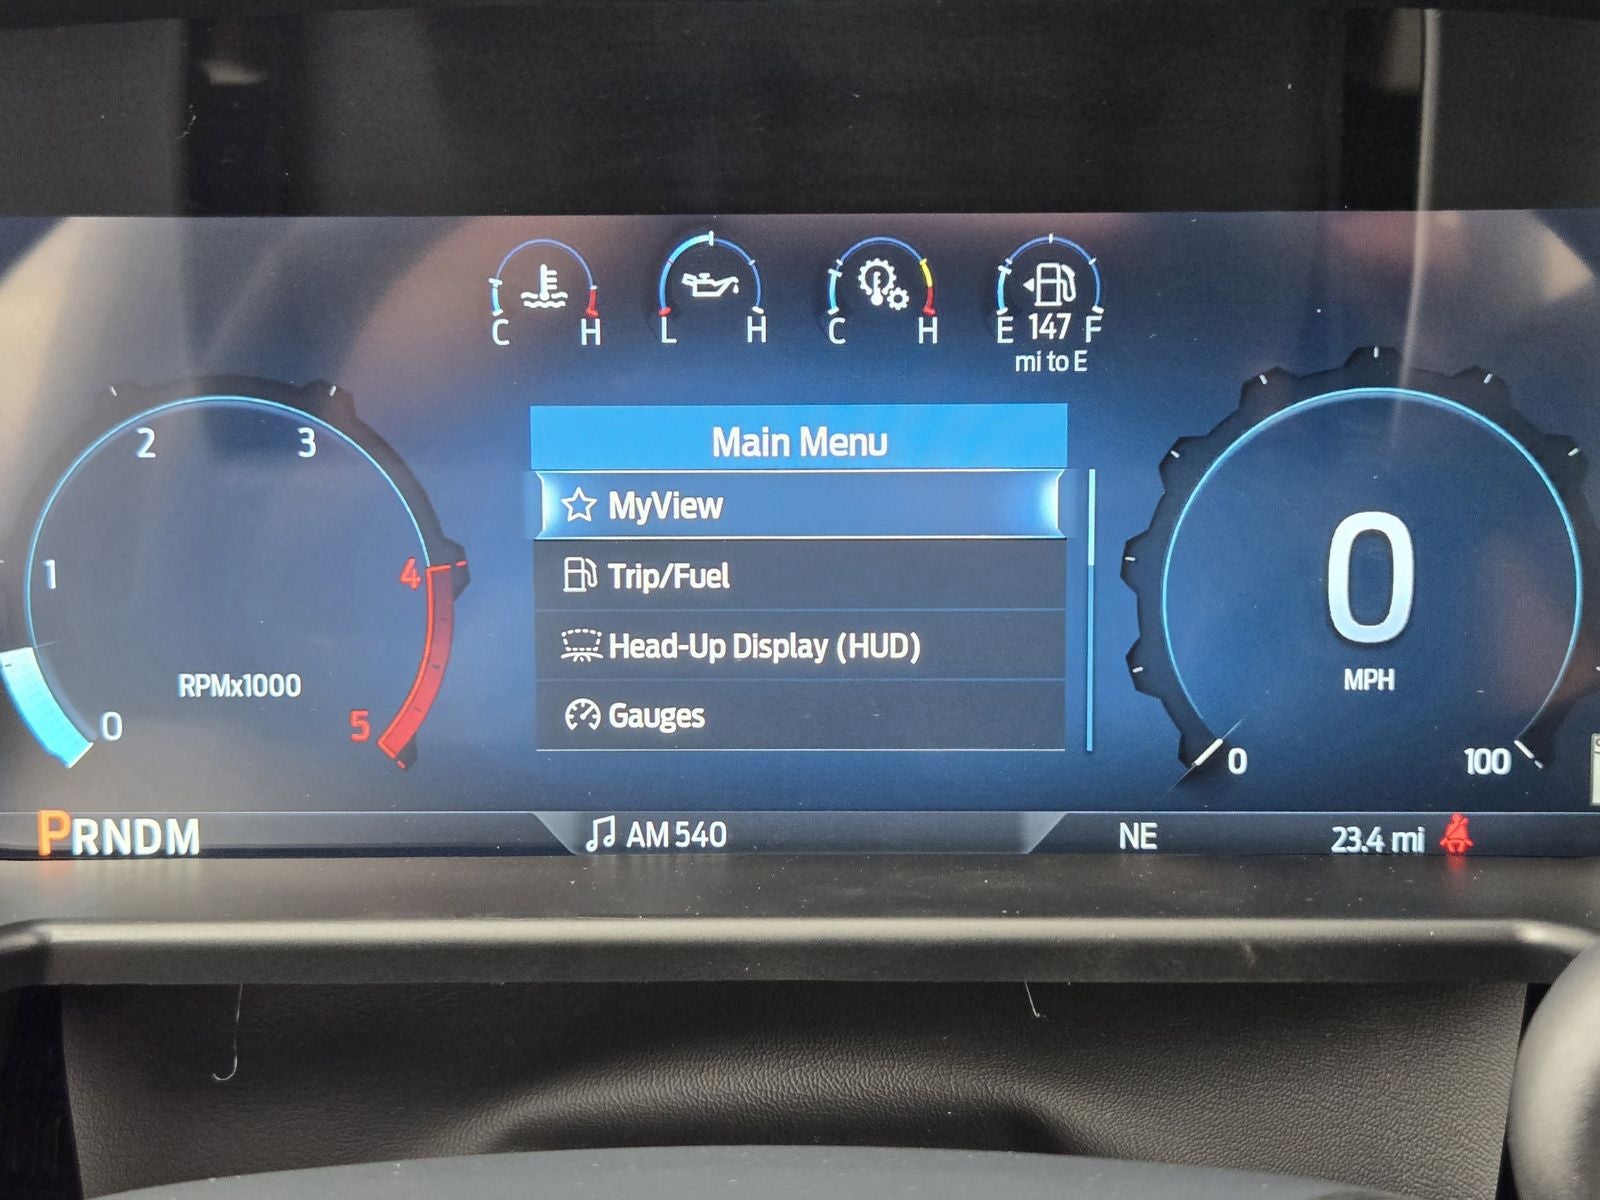 C H L H C H E 147 F
mi to E
Main Menu
MyView
Trip/Fuel
Head-Up Display (HUD)
Gauges
0 1 2 3 4 5
RPMx1000
0
MPH
0 100
PRNDM
AM 540
NE
23.4 mi